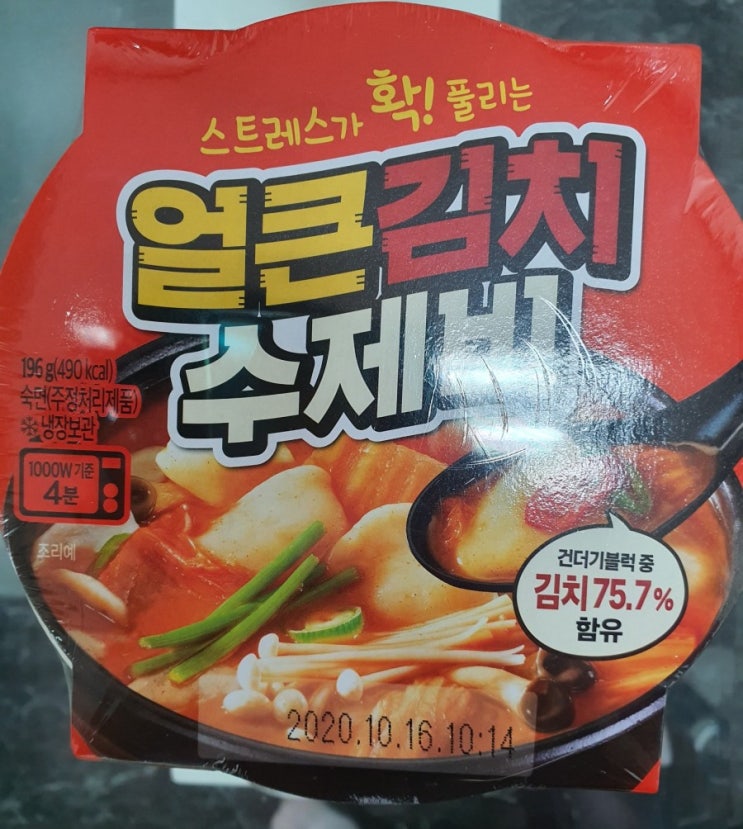 스트레스가 확! 풀리는
얼큰김치
수제비
196 g(490 kcal)
숙면(주정처리제품)
냉장보관
1000W 기준
4분
조리예
건더기블럭 중
김치 75.7%
함유
2020.10.16.10:14